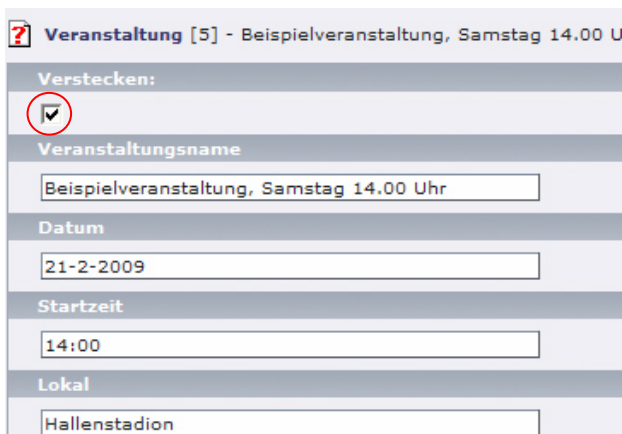 Veranstaltung [5] - Beispielveranstaltung, Samstag 14.00 U
Verstecken:
Veranstaltungsname
Beispielveranstaltung, Samstag 14.00 Uhr
Datum
21-2-2009
Startzeit
14:00
Lokal
Hallenstadion